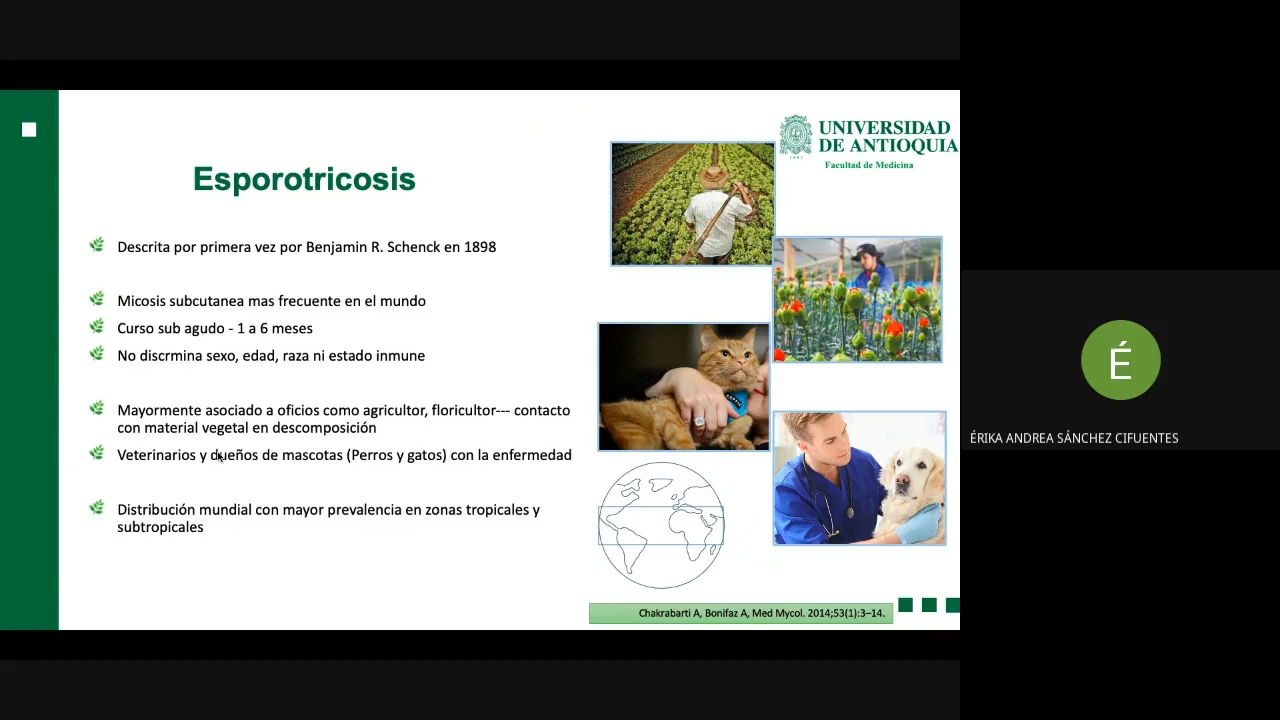 UNIVERSIDAD
DE ANTIOQUIA
1803
Facultad de Medicina
Esporotricosis
Descrita por primera vez por Benjamin R. Schenck en 1898
Micosis subcutanea mas frecuente en el mundo
Curso sub agudo - 1 a 6 meses
No discrmina sexo, edad, raza ni estado inmune
Mayormente asociado a oficios como agricultor, floricultor--- contacto
con material vegetal en descomposición
Veterinarios y dueños de mascotas (Perros y gatos) con la enfermedad
Distribución mundial con mayor prevalencia en zonas tropicales y
subtropicales
Chakrabarti A, Bonifaz A, Med Mycol. 2014;53(1):3–14.
É
ÉRIKA ANDREA SÁNCHEZ CIFUENTES